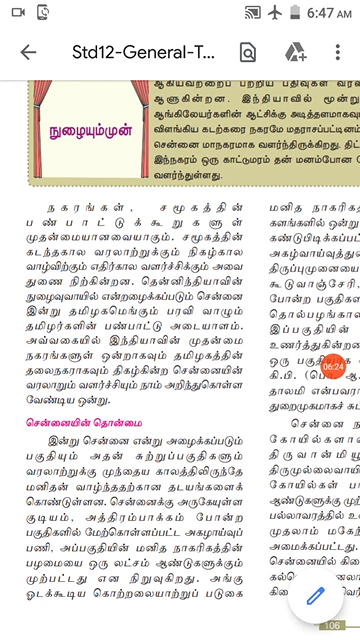 6:47 AM
Std12-General-T...
ஆகியவற்றைப் பற்றிய பதிவுகள்
ஆளுகின்றன. இந்தியாவில் மூன்று
ஆங்கிலேயர்களின் ஆட்சிக்கு அடித்தளமாகவும்
விளங்கிய கடற்கரை நகரமே மதராசப்பட்டினம்
சென்னை மாநகரமாக வளர்ந்திருக்கிறது.
இந்நகரம் ஒரு காட்டுமரம் தன் மனம்போன
வளர்ந்துள்ளது.
நுழையும்முன்
நகரங்கள், சமூகத்தின்
பண்பாட்டுக்கூறுகளுள்
முதன்மையானவையாகும். சமூகத்தின்
கடந்தகால வரலாற்றுக்கும் நிகழ்கால
வாழ்விற்கும் எதிர்கால வளர்ச்சிக்கும் அவை
துணை நிற்கின்றன. தென்னிந்தியாவின்
நுழைவுவாயில் என்றழைக்கப்படும் சென்னை
இன்று தமிழகமெங்கும் பரவி வாழும்
தமிழர்களின் பண்பாட்டு அடையாளம்.
அவ்வகையில் இந்தியாவின் முதன்மை
நகரங்களுள் ஒன்றாகவும் தமிழகத்தின்
தலைநகராகவும் திகழ்கின்ற சென்னையின்
வரலாறும் வளர்ச்சியும் நாம் அறிந்துகொள்ள
வேண்டிய ஒன்று.
சென்னையின் தொன்மை
இன்று சென்னை என்று அழைக்கப்படும்
பகுதியும் அதன் சுற்றுப்பகுதிகளும்
வரலாற்றுக்கு முந்தைய காலத்திலிருந்தே
மனிதன் வாழ்ந்ததற்கான தடயங்களைக்
கொண்டுள்ளன. சென்னைக்கு அருகேயுள்ள
குடியம், அத்திரம்பாக்கம் போன்ற
பகுதிகளில் மேற்கொள்ளப்பட்ட அகழாய்வுப்
பணி, அப்பகுதியின் மனித நாகரிகத்தின்
பழமையை ஒரு லட்சம் ஆண்டுகளுக்கும்
முற்பட்டது என நிறுவுகிறது. அங்கு
ஓடக்கூடிய கொற்றலையாற்றுப் படுகை
மனித நாகரிகத
களங்களில் ஒன்று
கண்டுபிடிக்கப்பட்
அகழ்வாய்வுத்து
திருப்புமுனையை
கூடுவாஞ்சேரி,
போன்ற பகுதிகள
தொல்பழங்கால
இப்பகுதியின்
உணர்த்துகின்றன
ஒரு பகுதியாக
கி.பி. (பொ. ஆ.
தாலமி என்பவரா
துறைமுகமாகச் சுட்
சென்னை
கோயில்களா
திருவான்மியூ
திருமுல்லைவாயி
கோயில்கள்
ஆண்டுகளுக்கு முற்
பல்லாவரத்தில் உ
முதலாம் மகேந்
அமைக்கப்பட்டது.
சென்னையில் கிடை
06:24
106